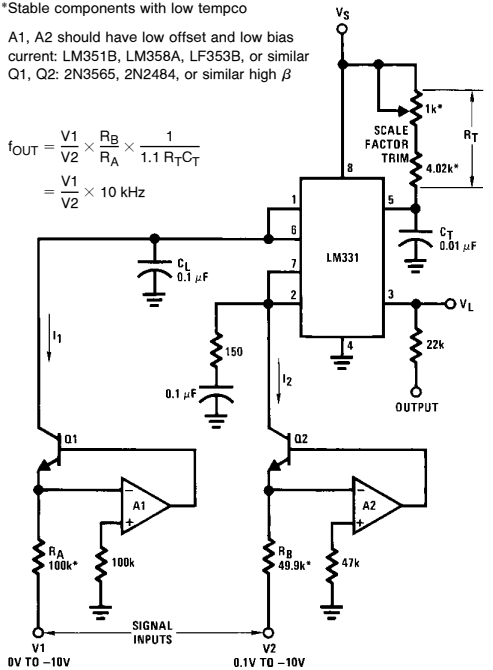 *Stable components with low tempco
A1, A2 should have low offset and low bias
current: LM351B, LM358A, LF353B, or similar
Q1, Q2: 2N3565, 2N2484, or similar high β
fOUT = V1/V2 × RB/RA × 1/1.1 RTCT
= V1/V2 × 10 kHz
VS
1k*
SCALE
FACTOR
TRIM
RT
4.02k*
8
1
5
6
CT
0.01 μF
LM331
7
CL
0.1 μF
2
3
VL
4
150
22k
I1
0.1 μF
I2
OUTPUT
Q1
Q2
−
A1
+
−
A2
+
RA
100k*
100k
RB
49.9k*
47k
SIGNAL
INPUTS
V1
0V TO −10V
V2
0.1V TO −10V